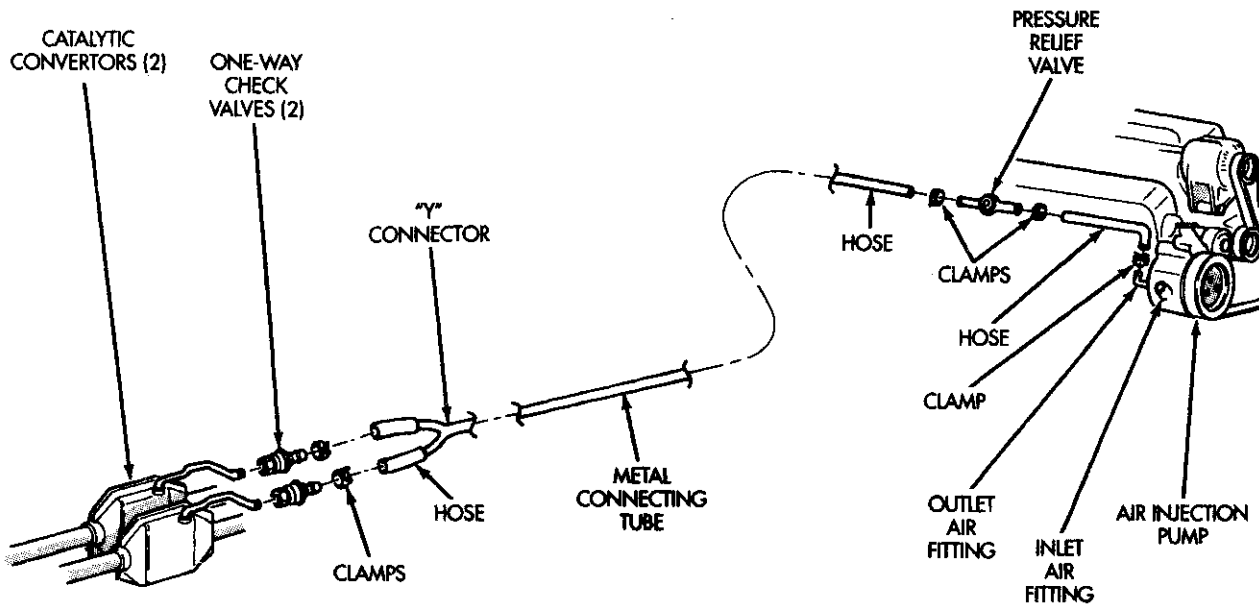 CATALYTIC
CONVERTORS (2)
ONE-WAY
CHECK
VALVES (2)
PRESSURE
RELIEF
VALVE
"Y"
CONNECTOR
HOSE
CLAMPS
HOSE
CLAMP
METAL
CONNECTING
TUBE
HOSE
CLAMPS
OUTLET
AIR
FITTING
INLET
AIR
FITTING
AIR INJECTION
PUMP